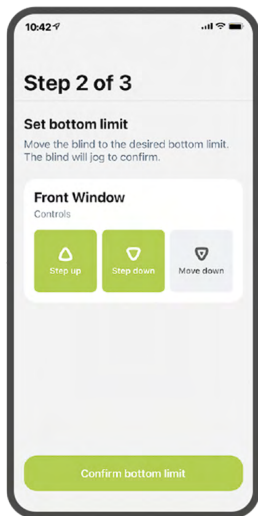 10:42
Step 2 of 3
Set bottom limit
Move the blind to the desired bottom limit.
The blind will jog to confirm.
Front Window
Controls
Step up Step down Move down
Confirm bottom limit